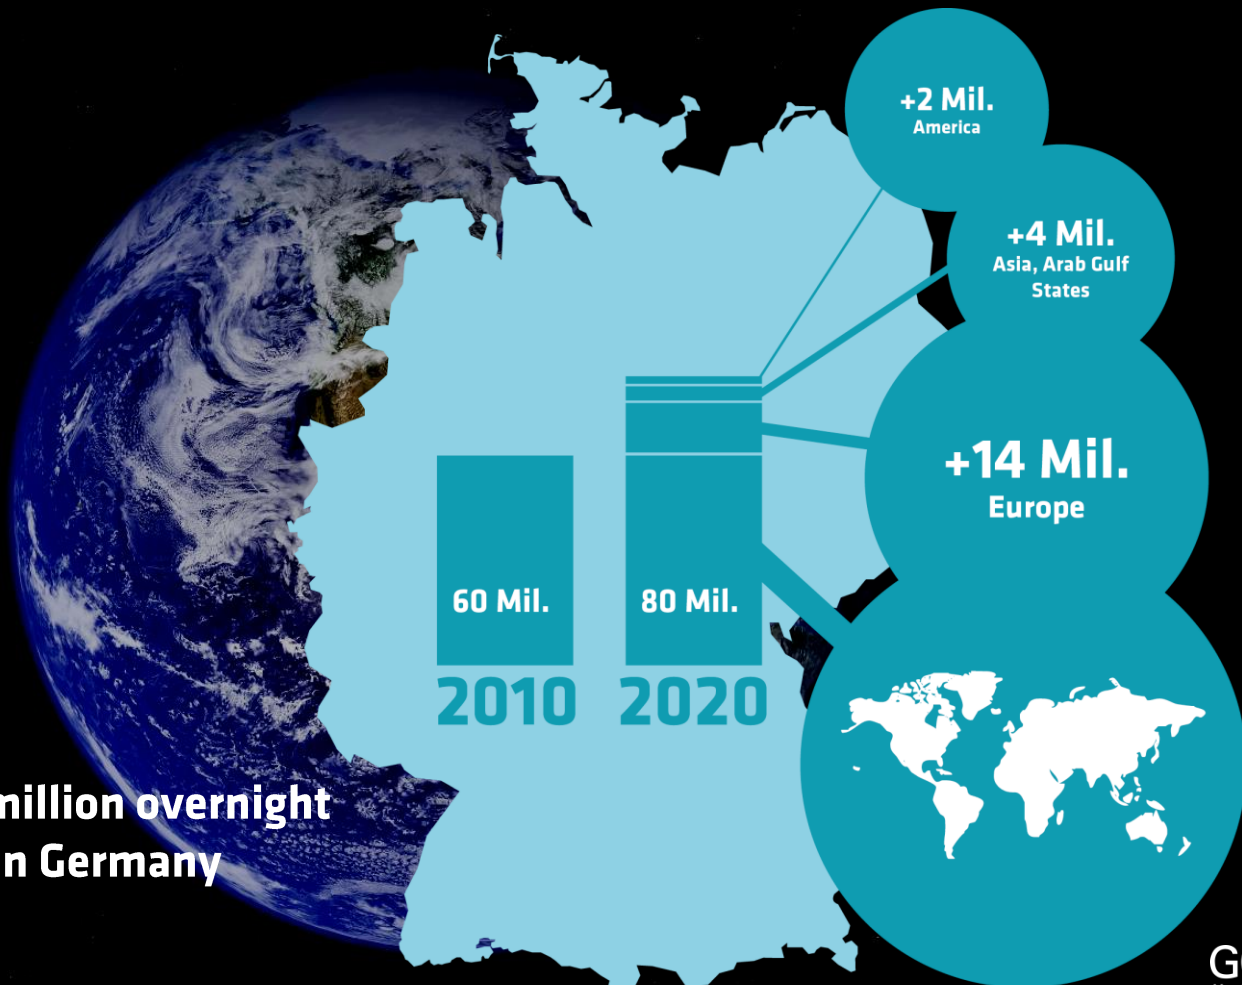 +2 Mil.
America
+4 Mil.
Asia, Arab Gulf
States
+14 Mil.
Europe
60 Mil.
80 Mil.
2010
2020
million overnight
in Germany